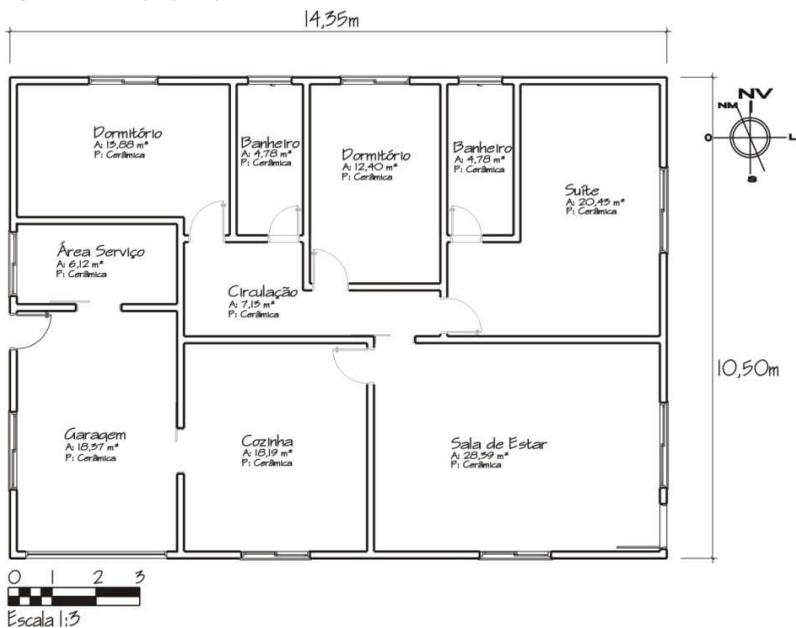 14,35m
NV
NM
O
L
S
Dormitório
A: 13,88 m²
P: Cerâmica
Banheiro
A: 4,78 m²
P: Cerâmica
Dormitório
A: 12,40 m²
P: Cerâmica
Banheiro
A: 4,78 m²
P: Cerâmica
Suíte
A: 20,43 m²
P: Cerâmica
Área Serviço
A: 6,12 m²
P: Cerâmica
Circulação
A: 7,13 m²
P: Cerâmica
10,50m
Garagem
A: 18,37 m²
P: Cerâmica
Cozinha
A: 18,19 m²
P: Cerâmica
Sala de Estar
A: 28,39 m²
P: Cerâmica
0 1 2 3
Escala 1:3